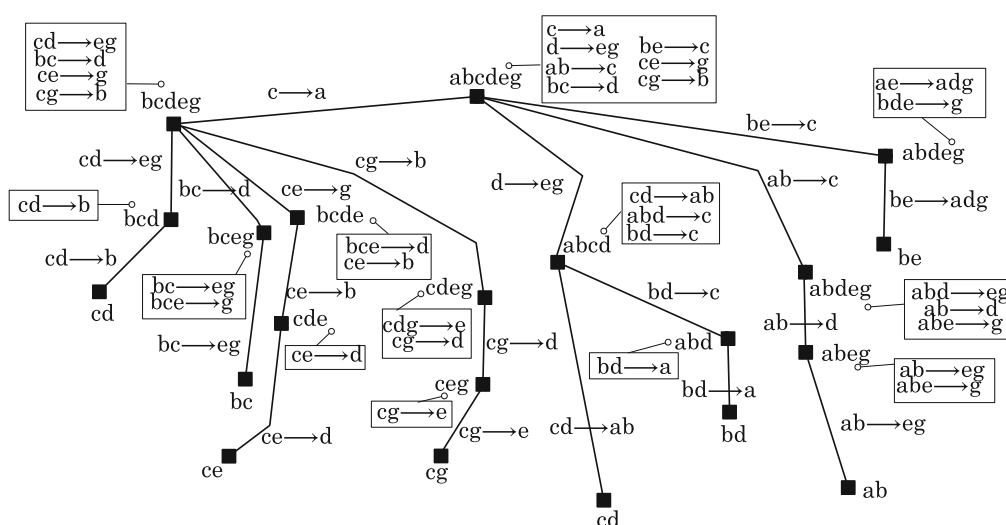 cd⟶eg
bc⟶d
ce⟶g
cg⟶b
c⟶a
d⟶eg
ab⟶c
bc⟶d
be⟶c
ce⟶g
cg⟶b
ae⟶adg
bde⟶g
bcdeg
c⟶a
abcdeg
be⟶c
abdeg
cd⟶eg
bc⟶d
ce⟶g
cg⟶b
d⟶eg
ab⟶c
be⟶adg
cd⟶b
bcd
bceg
bcde
bce⟶d
ce⟶b
abcd
cd⟶ab
abd⟶c
bd⟶c
be
cd⟶b
cd
bc⟶eg
bce⟶g
ce⟶b
cdeg
bd⟶c
abdeg
abd⟶eg
ab⟶d
abe⟶g
cde
cdg⟶e
cg⟶d
cg⟶d
ab⟶d
bc⟶eg
ce⟶d
abd
bd⟶a
abeg
ab⟶eg
abe⟶g
bc
ceg
cg⟶e
bd⟶a
bd
ce⟶d
cg⟶e
cd⟶ab
ab⟶eg
ce
cg
cd
ab